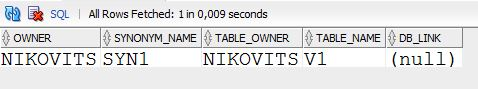 SQL | All Rows Fetched: 1 in 0,009 seconds
OWNER SYNONYM_NAME TABLE_OWNER TABLE_NAME DB_LINK
NIKOVITS SYN1 NIKOVITS V1 (null)